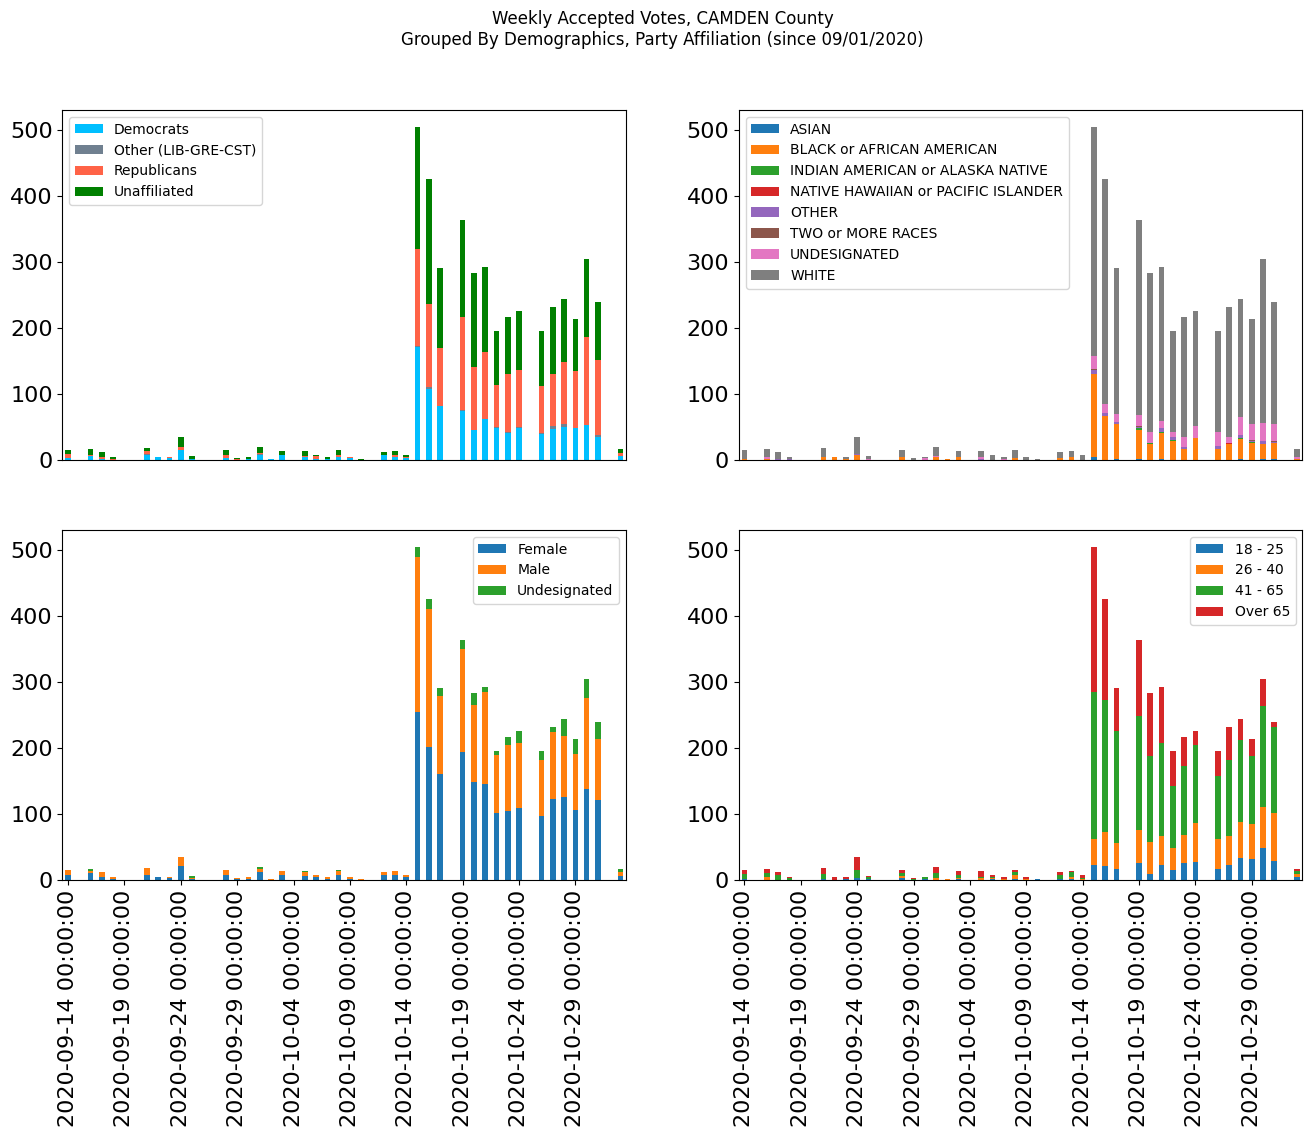 Weekly Accepted Votes, CAMDEN County
Grouped By Demographics, Party Affiliation (since 09/01/2020)
500
400
300
200
100
0
Democrats
Other (LIB-GRE-CST)
Republicans
Unaffiliated
500
400
300
200
100
0
ASIAN
BLACK or AFRICAN AMERICAN
INDIAN AMERICAN or ALASKA NATIVE
NATIVE HAWAIIAN or PACIFIC ISLANDER
OTHER
TWO or MORE RACES
UNDESIGNATED
WHITE
500
400
300
200
100
0
Female
Male
Undesignated
2020-09-14 00:00:00
2020-09-19 00:00:00
2020-09-24 00:00:00
2020-09-29 00:00:00
2020-10-04 00:00:00
2020-10-09 00:00:00
2020-10-14 00:00:00
2020-10-19 00:00:00
2020-10-24 00:00:00
2020-10-29 00:00:00
500
400
300
200
100
0
18 - 25
26 - 40
41 - 65
Over 65
2020-09-14 00:00:00
2020-09-19 00:00:00
2020-09-24 00:00:00
2020-09-29 00:00:00
2020-10-04 00:00:00
2020-10-09 00:00:00
2020-10-14 00:00:00
2020-10-19 00:00:00
2020-10-24 00:00:00
2020-10-29 00:00:00